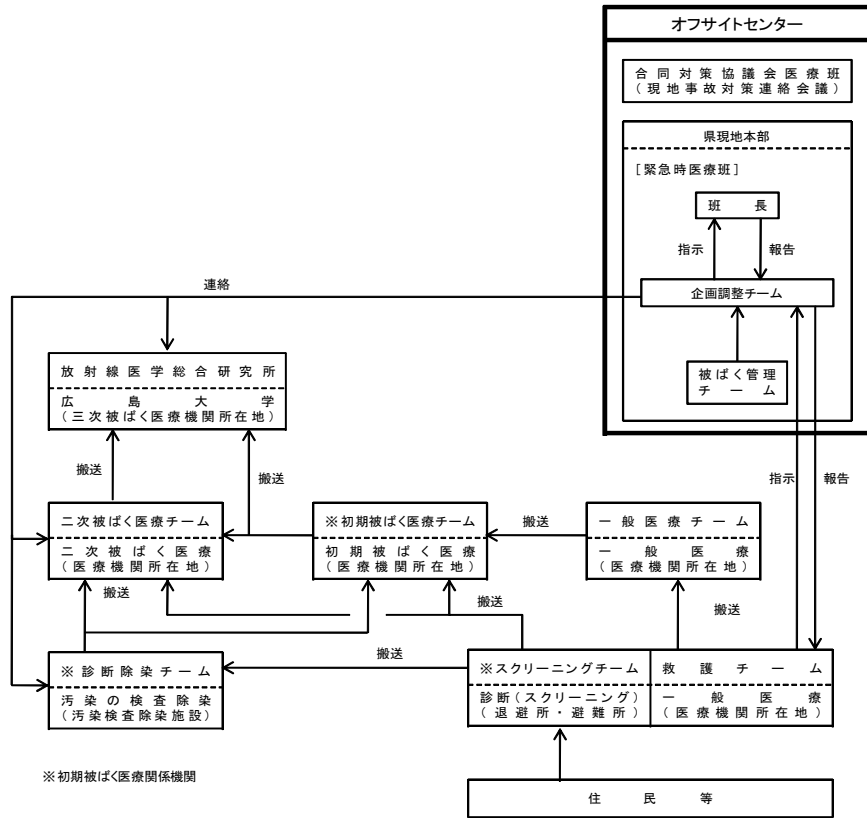 オフサイトセンター
合同対策協議会医療班
（現地事故対策連絡会議）
県現地本部
［緊急時医療班］
班長
指示
報告
連絡
企画調整チーム
放射線医学総合研究所
広島大学
（三次被ばく医療機関所在地）
被ばく管理
チーム
搬送
搬送
指示
報告
二次被ばく医療チーム
二次被ばく医療
（医療機関所在地）
※初期被ばく医療チーム
初期被ばく医療
（医療機関所在地）
搬送
一般医療チーム
一般医療
（医療機関所在地）
搬送
搬送
搬送
※診断除染チーム
汚染の検査除染
（汚染検査除染施設）
搬送
※スクリーニングチーム
診断（スクリーニング）
（退避所・避難所）
救護チーム
一般医療
（医療機関所在地）
※初期被ばく医療関係機関
住民等